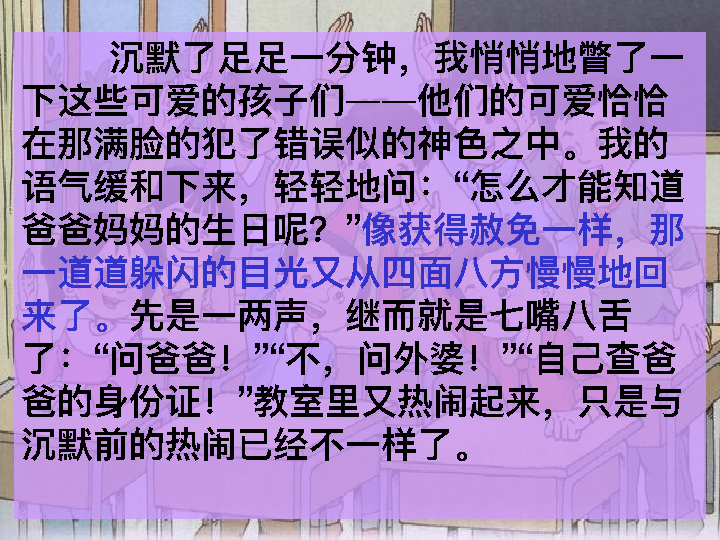 沉默了足足一分钟，我悄悄地瞥了一
下这些可爱的孩子们——他们的可爱恰恰
在那满脸的犯了错误似的神色之中。我的
语气缓和下来，轻轻地问：“怎么才能知道
爸爸妈妈的生日呢？”像获得赦免一样，那
一道道躲闪的目光又从四面八方慢慢地回
来了。先是一两声，继而就是七嘴八舌
了：“问爸爸！”“不，问外婆！”“自己查爸
爸的身份证！”教室里又热闹起来，只是与
沉默前的热闹已经不一样了。